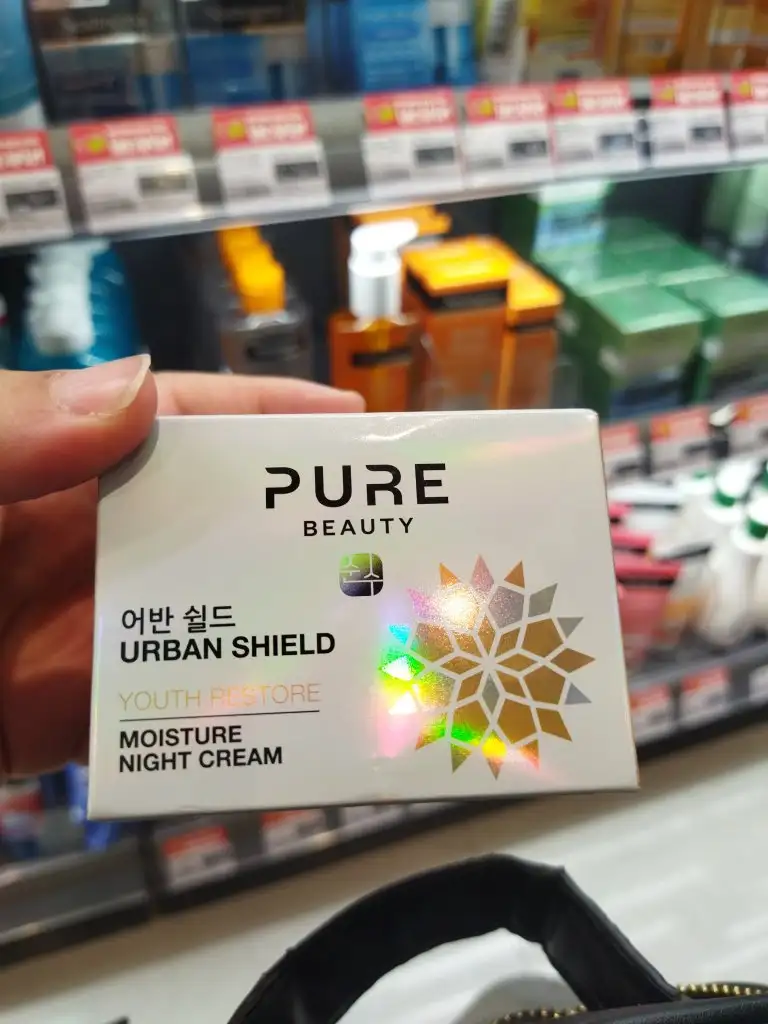 PURE
BEAUTY
순수
어반 쉴드
URBAN SHIELD
YOUTH RESTORE
MOISTURE
NIGHT CREAM